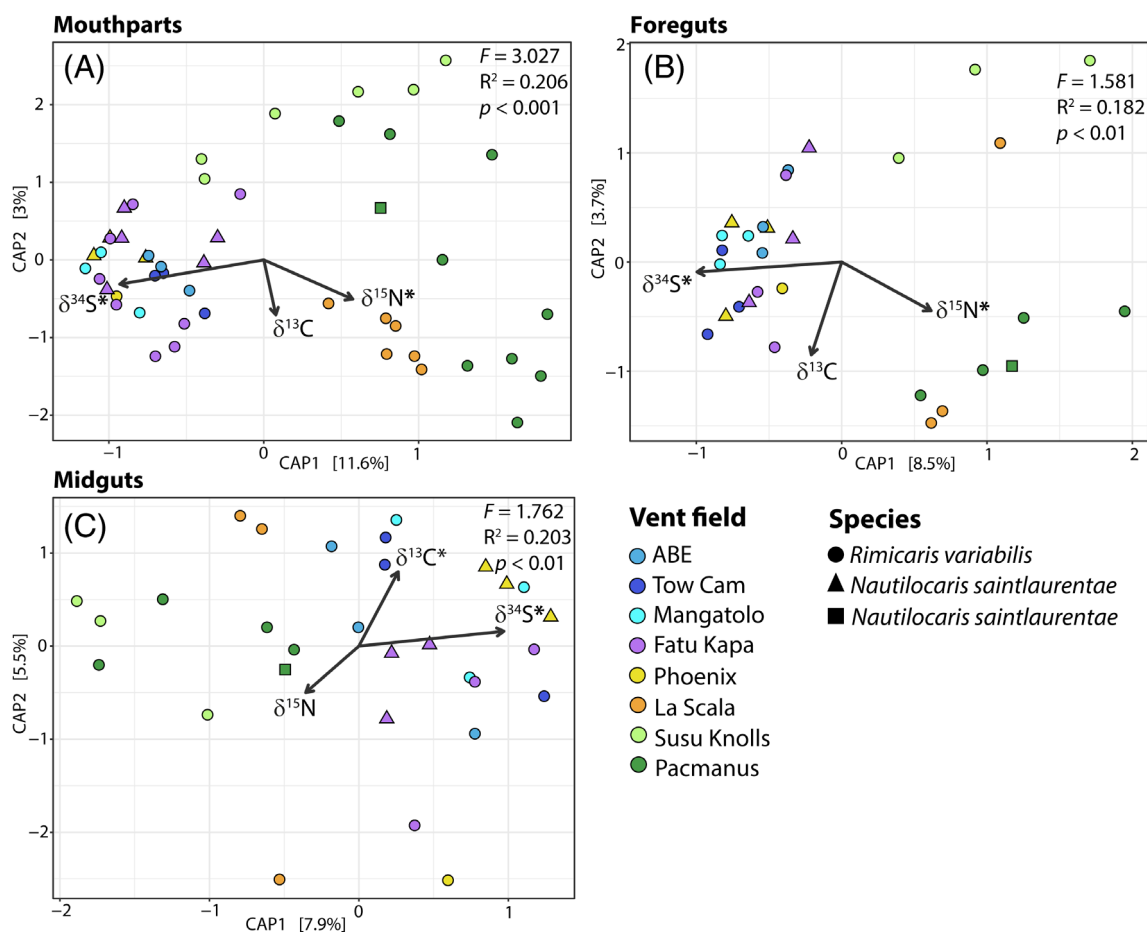 Mouthparts
(A)
F = 3.027
R² = 0.206
p < 0.001
CAP2 [3%]
2
1
0
−1
−2
δ³⁴S*
δ¹³C
δ¹⁵N*
−1
0
1
CAP1 [11.6%]
Foreguts
(B)
F = 1.581
R² = 0.182
p < 0.01
CAP2 [3.7%]
2
1
0
−1
δ³⁴S*
δ¹³C
δ¹⁵N*
−1
0
1
2
CAP1 [8.5%]
Midguts
(C)
F = 1.762
R² = 0.203
p < 0.01
CAP2 [5.5%]
1
0
−1
−2
δ¹³C*
δ³⁴S*
δ¹⁵N
−2
−1
0
1
CAP1 [7.9%]
Vent field
ABE
Tow Cam
Mangatolo
Fatu Kapa
Phoenix
La Scala
Susu Knolls
Pacmanus
Species
Rimicaris variabilis
Nautilocaris saintlaurentae
Nautilocaris saintlaurentae